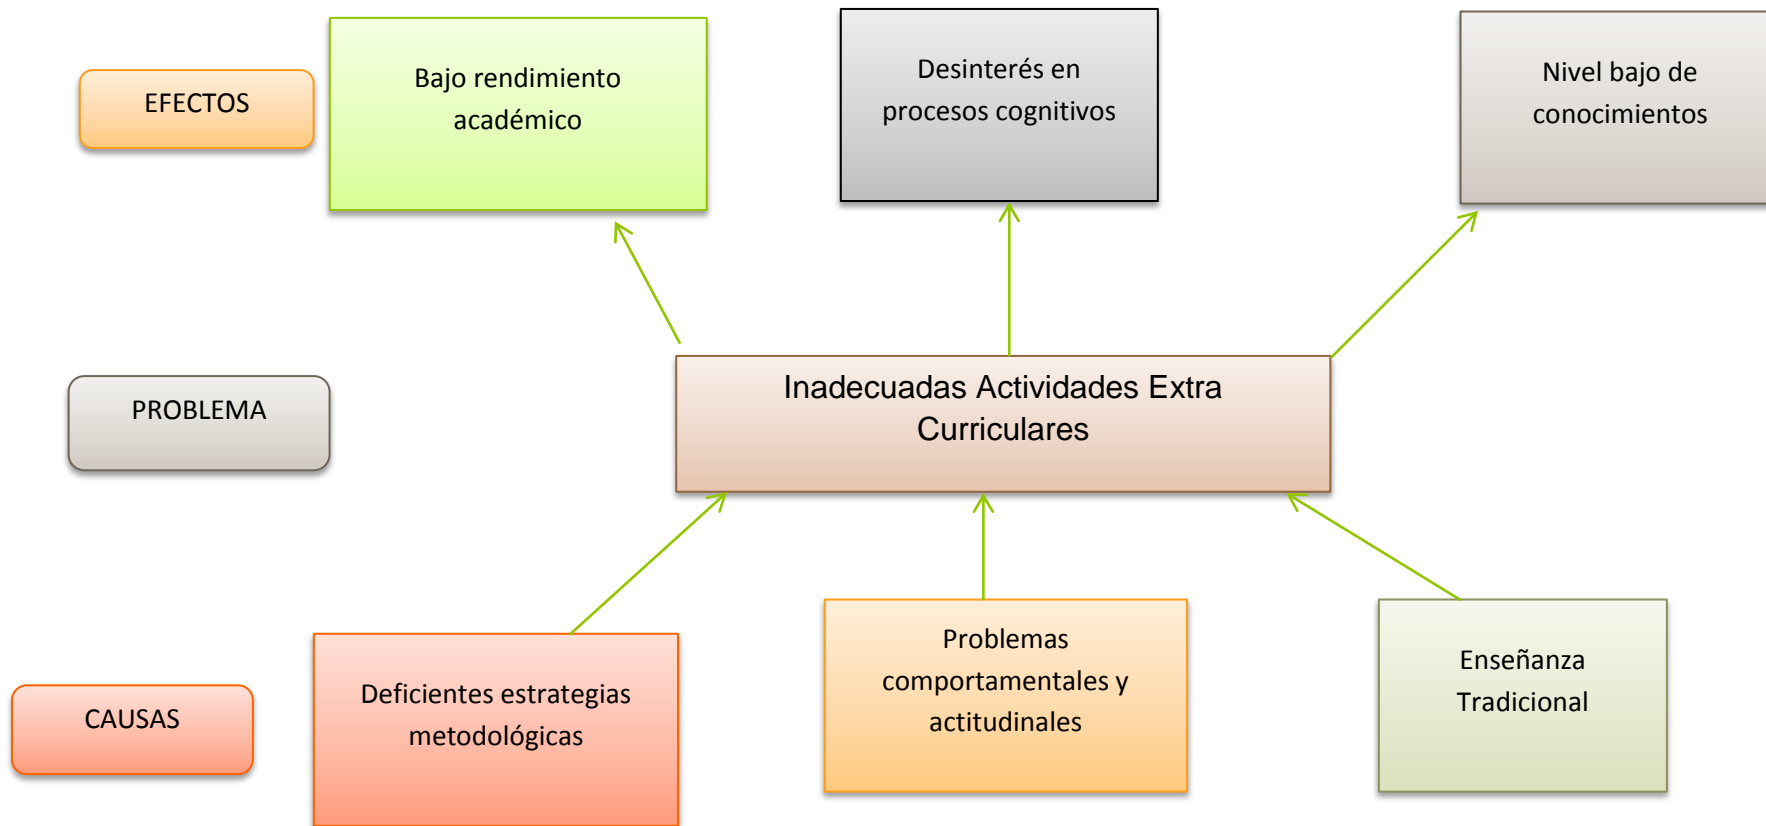 EFECTOS
Bajo rendimiento
académico
Desinterés en
procesos cognitivos
Nivel bajo de
conocimientos
PROBLEMA
Inadecuadas Actividades Extra
Curriculares
CAUSAS
Deficientes estrategias
metodológicas
Problemas
comportamentales y
actitudinales
Enseñanza
Tradicional